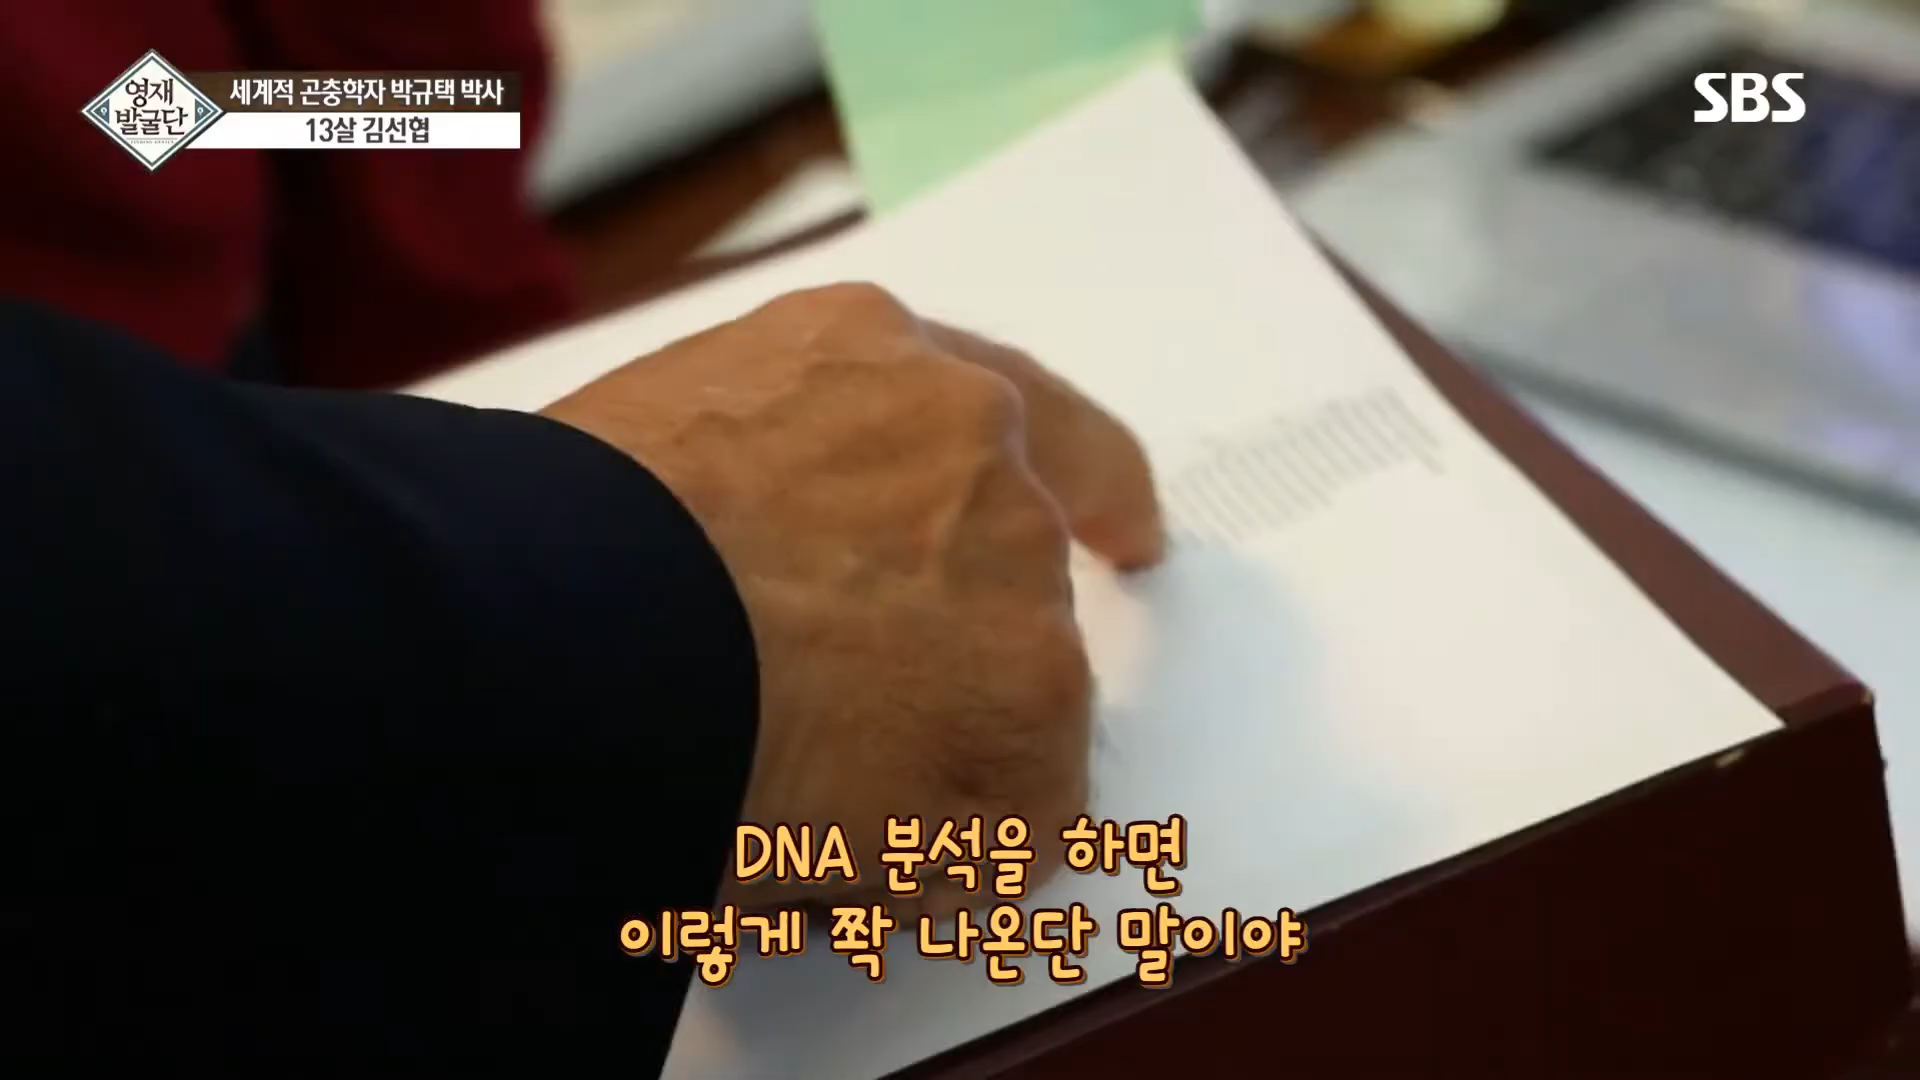 영재
발굴단
세계적 곤충학자 박규택 박사
13살 김선협
SBS
DNA 분석을 하면
이렇게 쫙 나온단 말이야